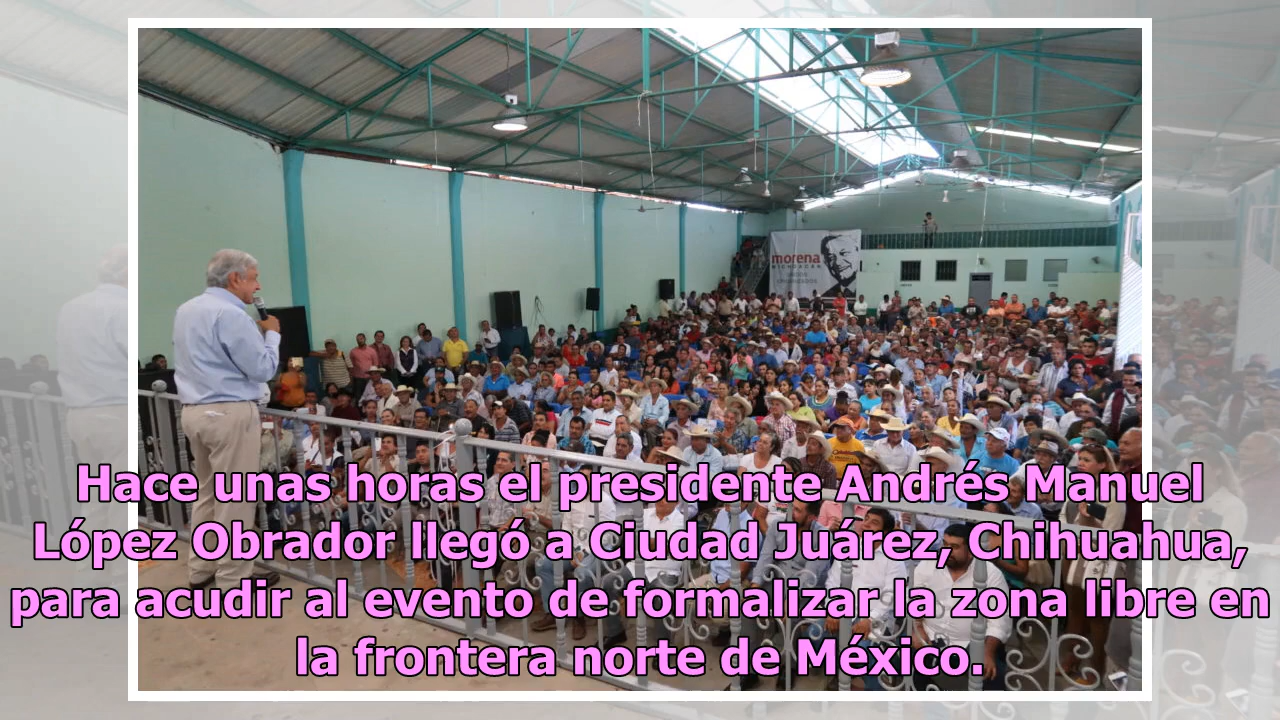 morena
MICHOACÁN
Hace unas horas el presidente Andrés Manuel
López Obrador llegó a Ciudad Juárez, Chihuahua,
para acudir al evento de formalizar la zona libre en
la frontera norte de México.